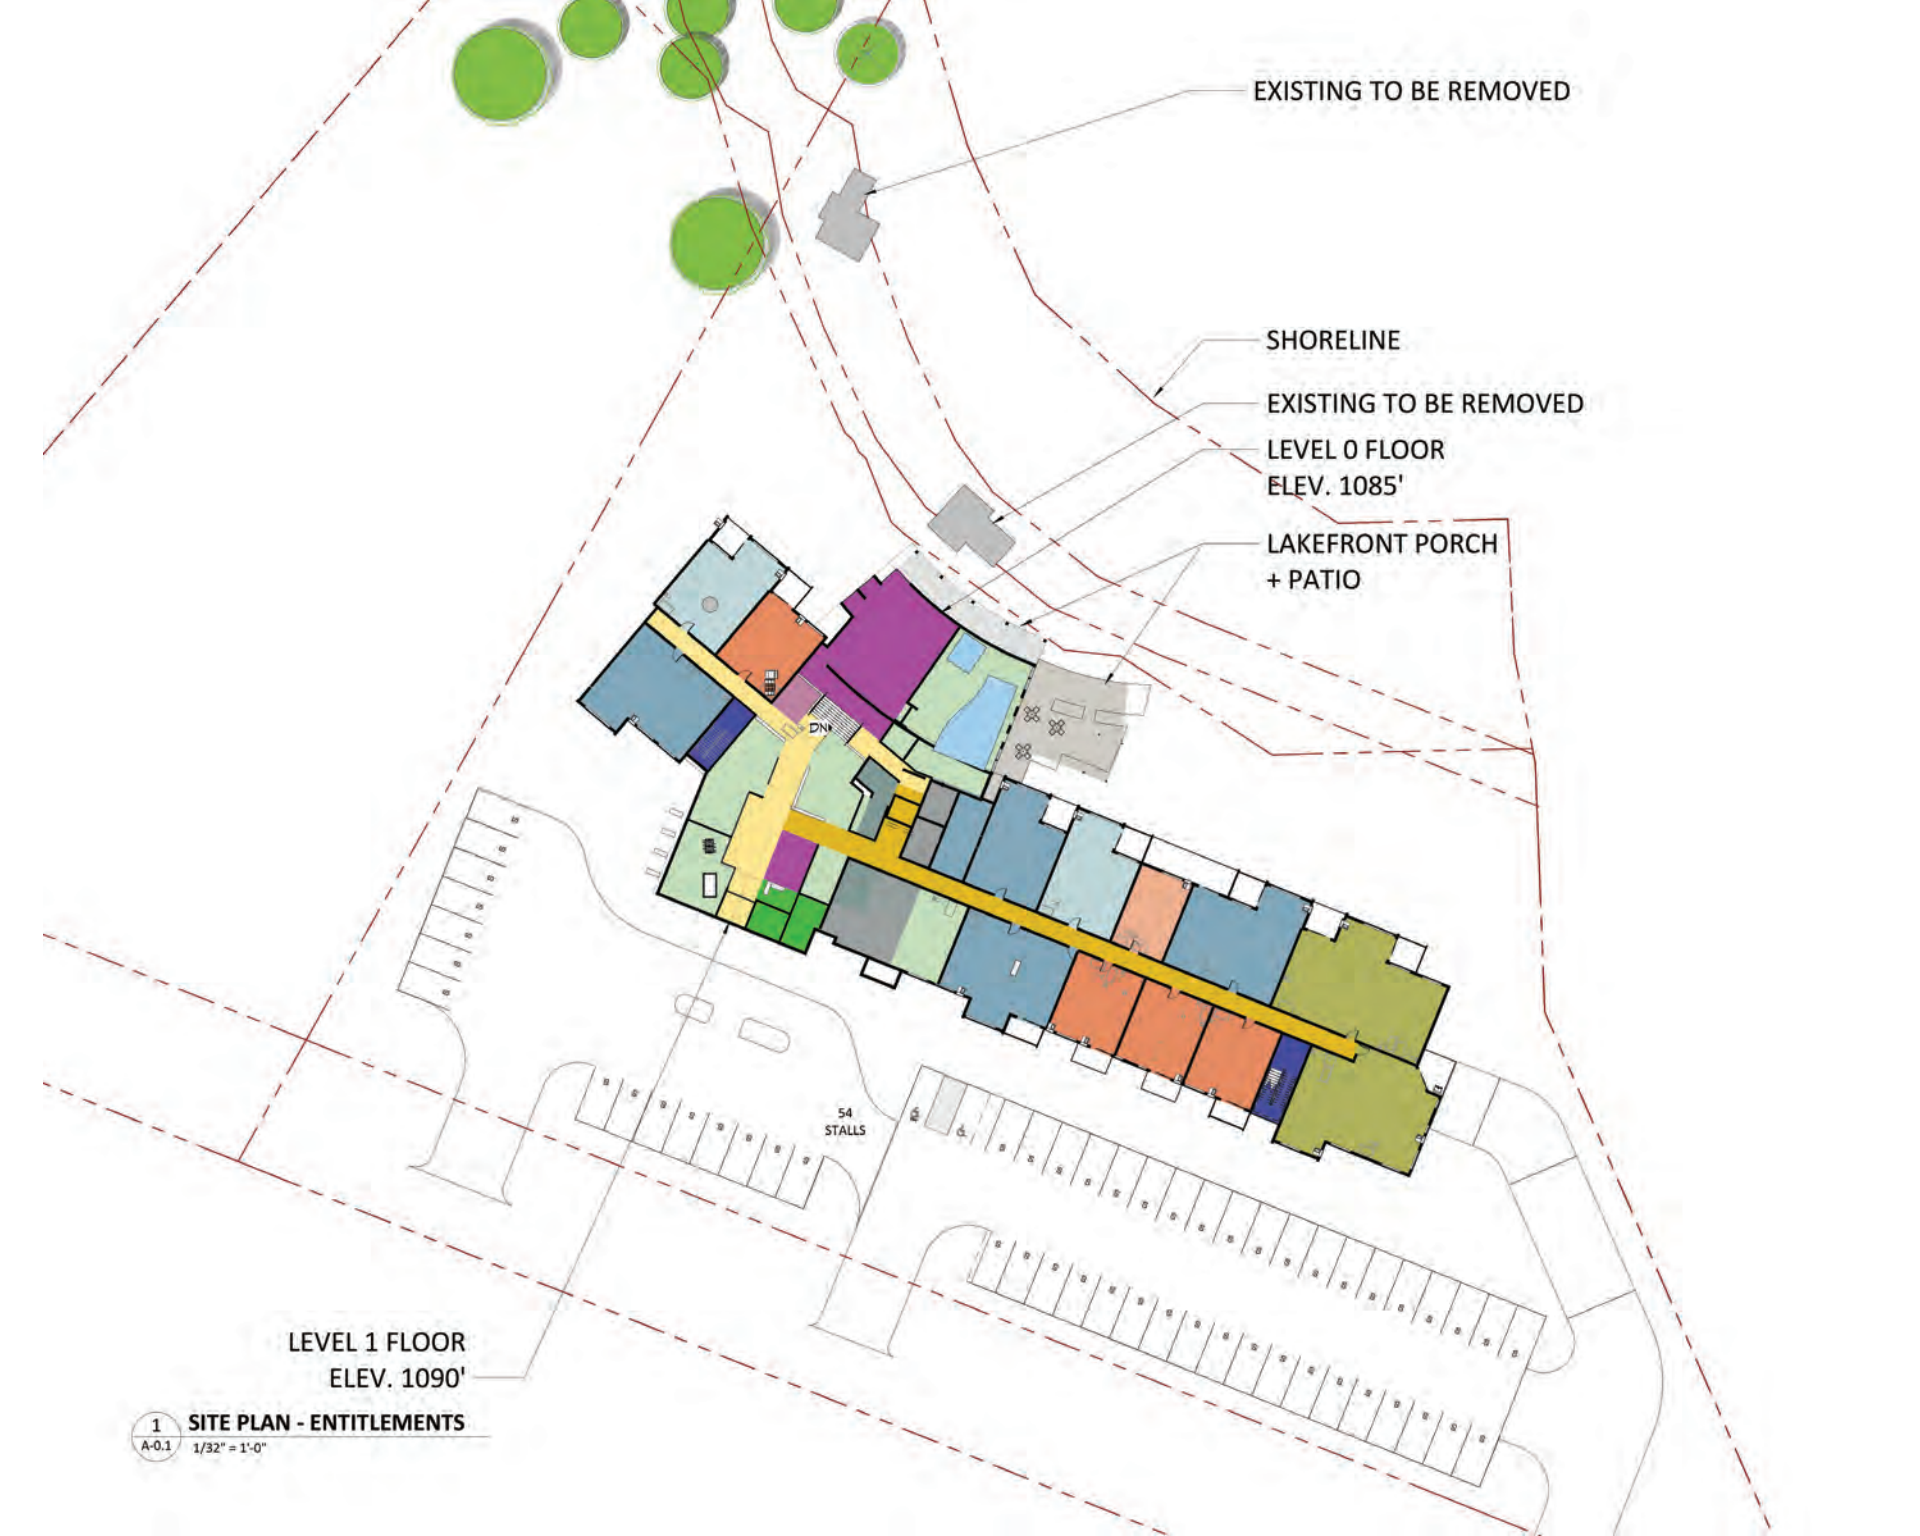 EXISTING TO BE REMOVED
SHORELINE
EXISTING TO BE REMOVED
LEVEL 0 FLOOR
ELEV. 1085'
LAKEFRONT PORCH
+ PATIO
DN
54
STALLS
LEVEL 1 FLOOR
ELEV. 1090'
1
A-0.1
SITE PLAN - ENTITLEMENTS
1/32" = 1'-0"